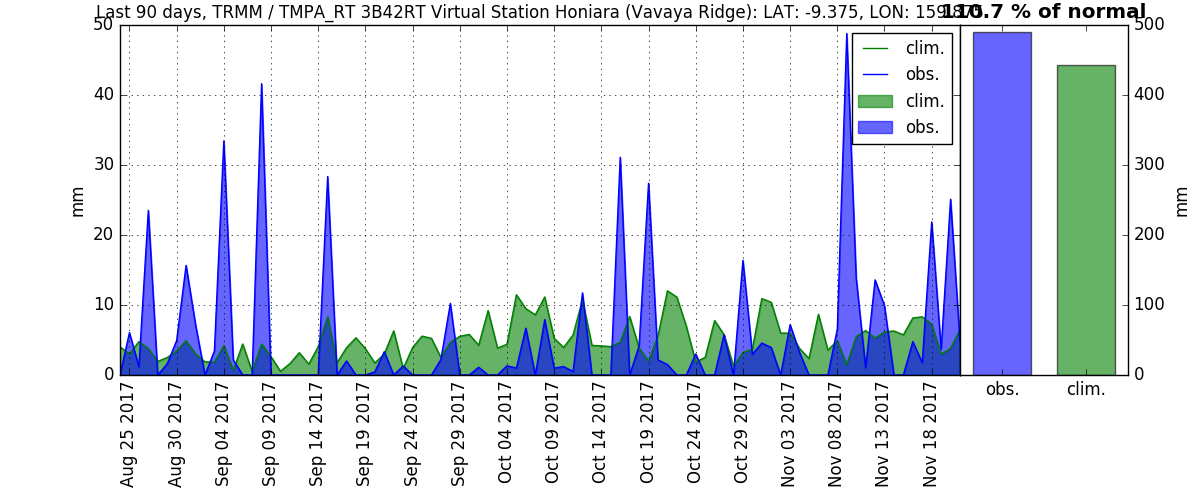 Last 90 days, TRMM / TMPA_RT 3B42RT Virtual Station Honiara (Vavaya Ridge): LAT: -9.375, LON: 159.875
110.7 % of normal
50
40
30
20
10
0
mm
clim.
obs.
clim.
obs.
500
400
300
200
100
0
mm
obs.
clim.
Aug 25 2017
Aug 30 2017
Sep 04 2017
Sep 09 2017
Sep 14 2017
Sep 19 2017
Sep 24 2017
Sep 29 2017
Oct 04 2017
Oct 09 2017
Oct 14 2017
Oct 19 2017
Oct 24 2017
Oct 29 2017
Nov 03 2017
Nov 08 2017
Nov 13 2017
Nov 18 2017